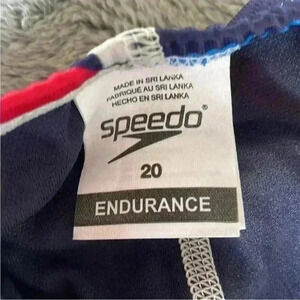 MADE IN SRI LANKA
FABRIQUÉ AU SRI LANKA
HECHO EN SRI LANKA
speedo®
20
ENDURANCE